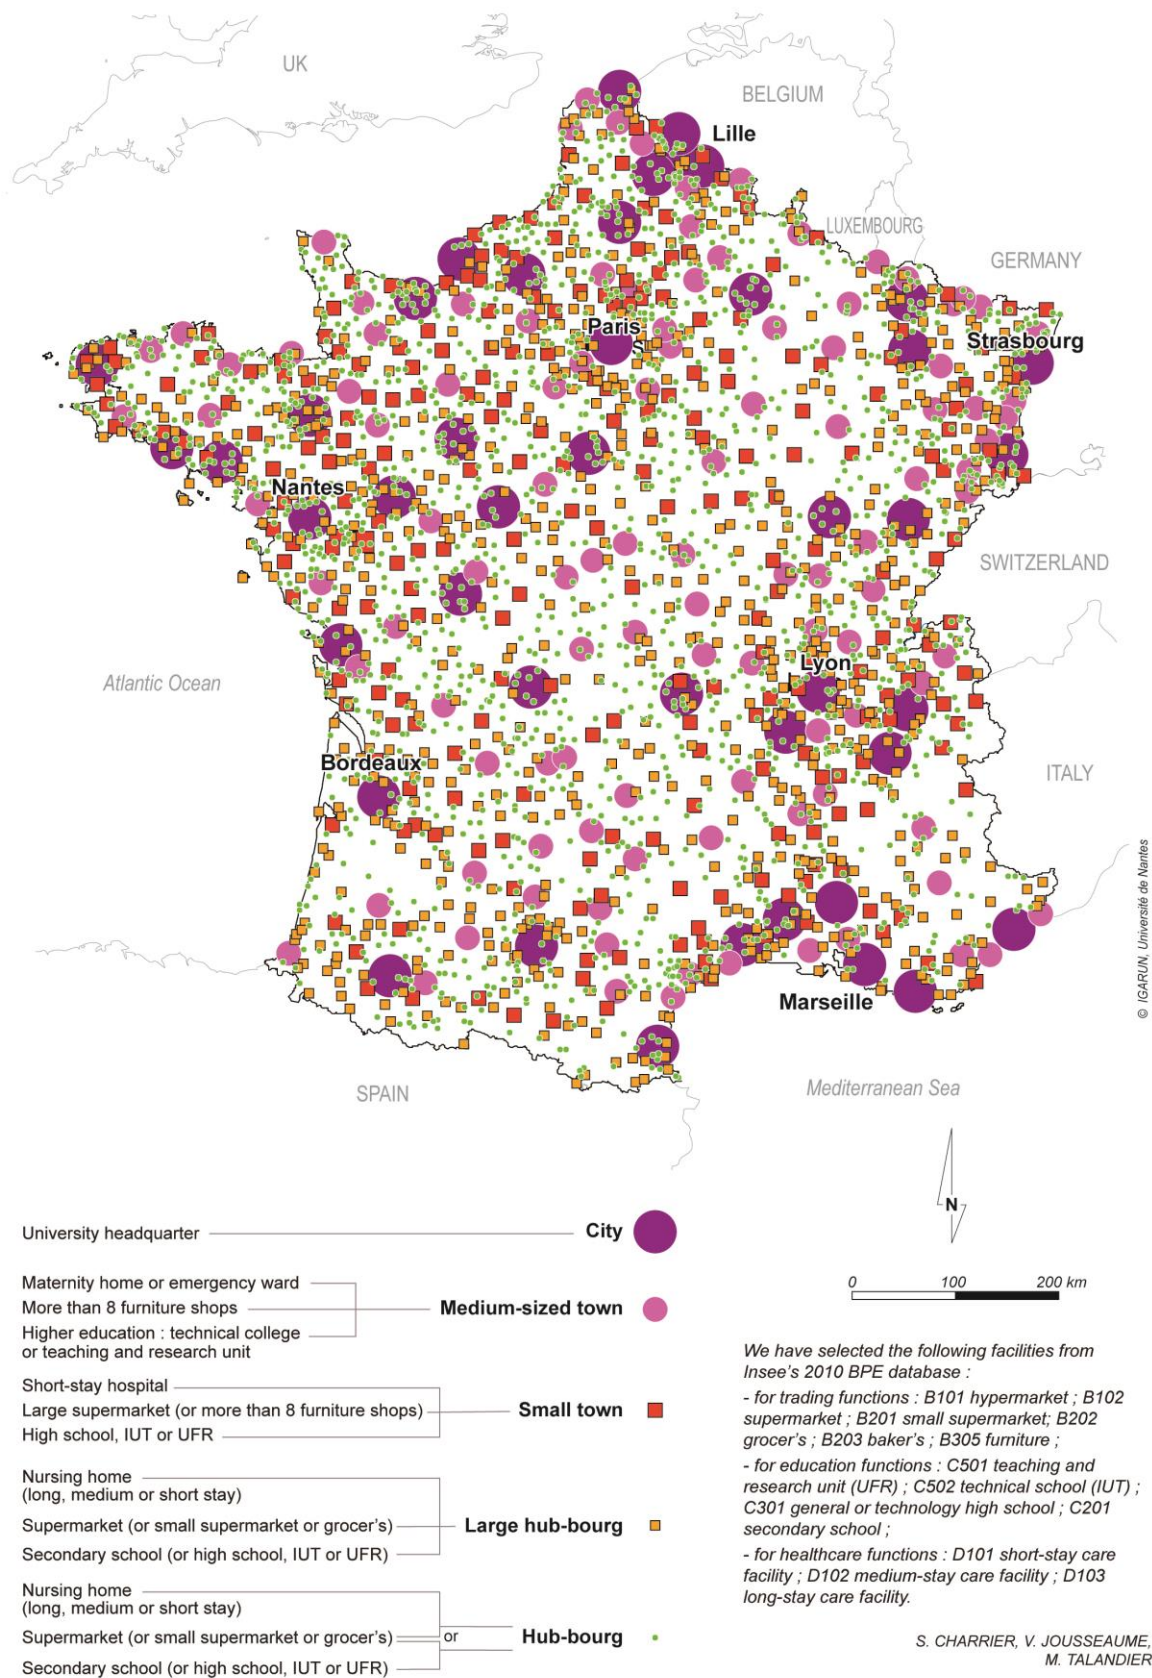 UK
BELGIUM
Lille
LUXEMBOURG
GERMANY
Paris
Strasbourg
Nantes
SWITZERLAND
Lyon
Atlantic Ocean
Bordeaux
ITALY
© IGARUN, Université de Nantes
Marseille
SPAIN
Mediterranean Sea
N
University headquarter
City
Maternity home or emergency ward
More than 8 furniture shops
Medium-sized town
Higher education : technical college
or teaching and research unit
0 100 200 km
Short-stay hospital
Large supermarket (or more than 8 furniture shops)
Small town
High school, IUT or UFR
Nursing home
(long, medium or short stay)
Supermarket (or small supermarket or grocer's)
Large hub-bourg
Secondary school (or high school, IUT or UFR)
Nursing home
(long, medium or short stay)
Supermarket (or small supermarket or grocer's)
or
Hub-bourg
Secondary school (or high school, IUT or UFR)
We have selected the following facilities from
Insee's 2010 BPE database :
- for trading functions : B101 hypermarket ; B102
supermarket ; B201 small supermarket; B202
grocer's ; B203 baker's ; B305 furniture ;
- for education functions : C501 teaching and
research unit (UFR) ; C502 technical school (IUT) ;
C301 general or technology high school ; C201
secondary school ;
- for healthcare functions : D101 short-stay care
facility ; D102 medium-stay care facility ; D103
long-stay care facility.
S. CHARRIER, V. JOUSSEAUME,
M. TALANDIER